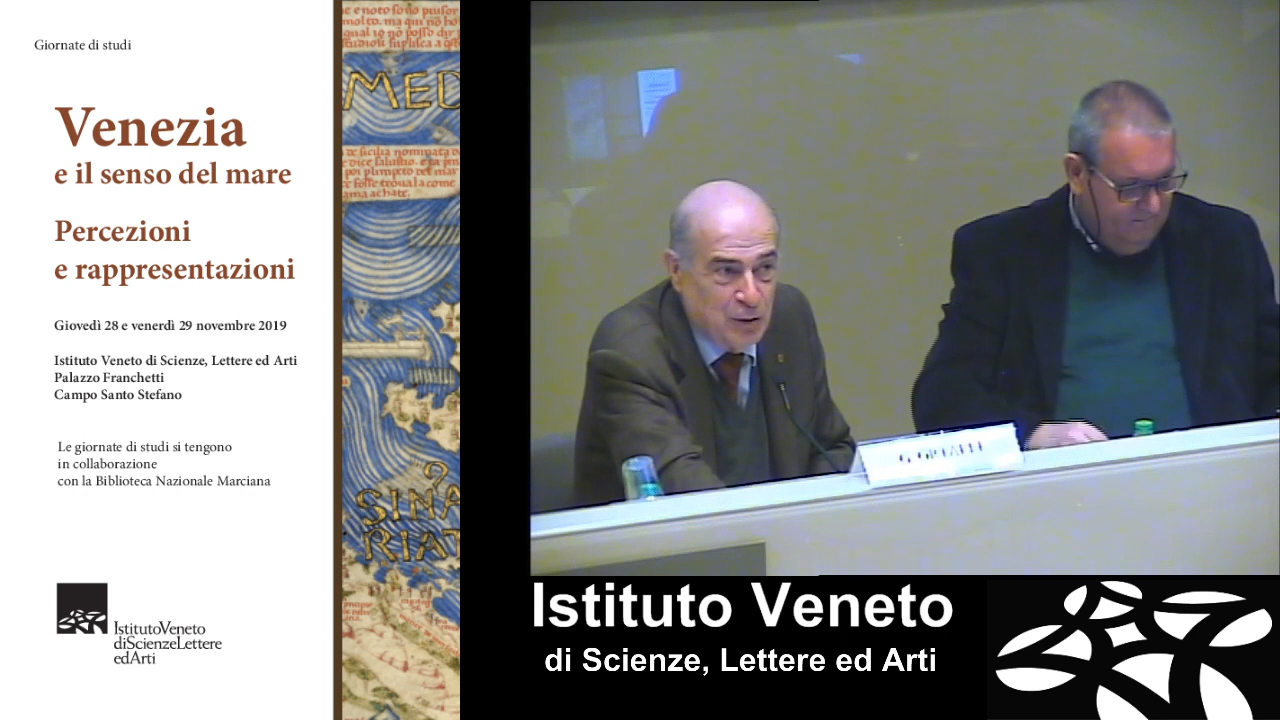 Giornate di studi
Venezia
e il senso del mare
Percezioni
e rappresentazioni
Giovedì 28 e venerdì 29 novembre 2019
Istituto Veneto di Scienze, Lettere ed Arti
Palazzo Franchetti
Campo Santo Stefano
Le giornate di studi si tengono
in collaborazione
con la Biblioteca Nazionale Marciana
IstitutoVeneto
diScienzeLettere
edArti
MED
SINA
RIAT
Istituto Veneto
di Scienze, Lettere ed Arti